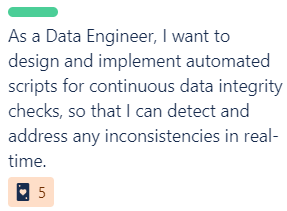 As a Data Engineer, I want to
design and implement automated
scripts for continuous data integrity
checks, so that I can detect and
address any inconsistencies in real-
time.
5